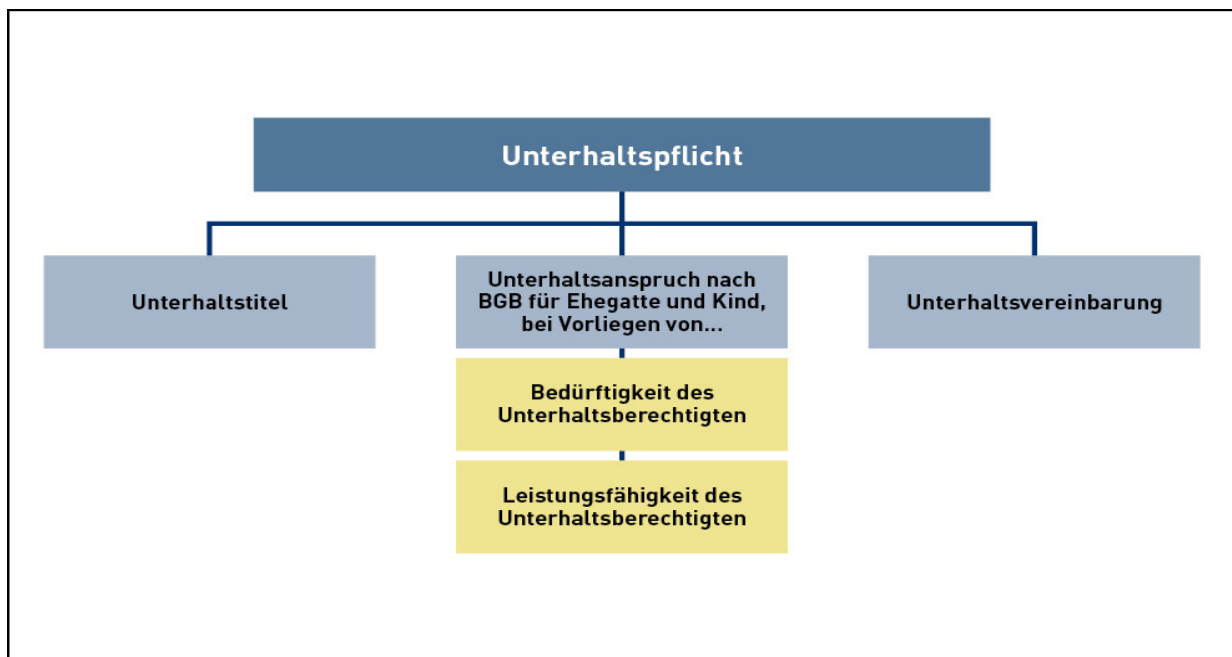 Unterhaltspflicht
Unterhaltstitel
Unterhaltsanspruch nach
BGB für Ehegatte und Kind,
bei Vorliegen von...
Unterhaltsvereinbarung
Bedürftigkeit des
Unterhaltsberechtigten
Leistungsfähigkeit des
Unterhaltsberechtigten